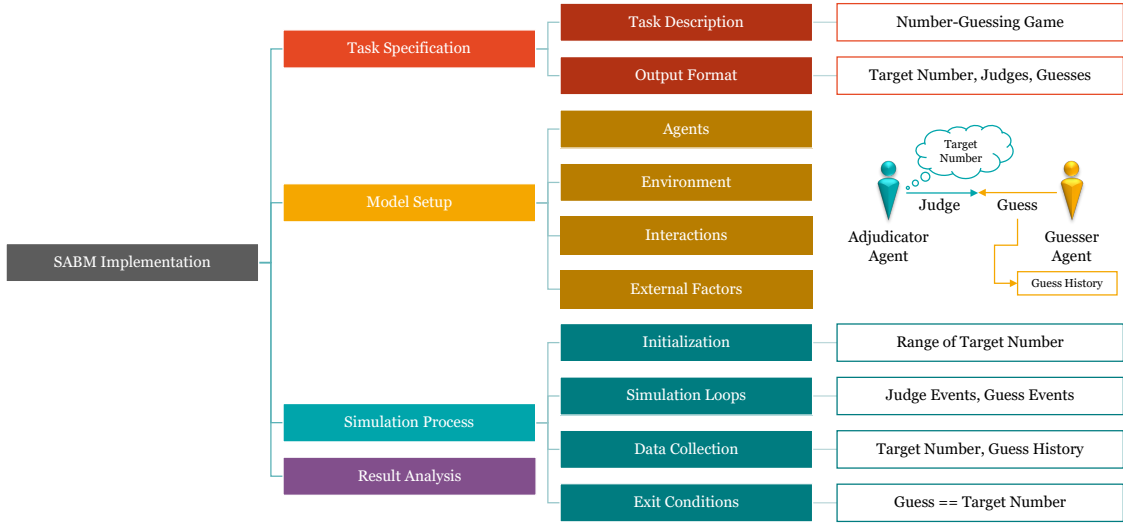 SABM Implementation
Task Specification
Task Description
Number-Guessing Game
Output Format
Target Number, Judges, Guesses
Model Setup
Agents
Environment
Interactions
External Factors
Target
Number
Judge
Guess
Adjudicator
Agent
Guesser
Agent
Guess History
Simulation Process
Initialization
Range of Target Number
Simulation Loops
Judge Events, Guess Events
Data Collection
Target Number, Guess History
Exit Conditions
Guess == Target Number
Result Analysis